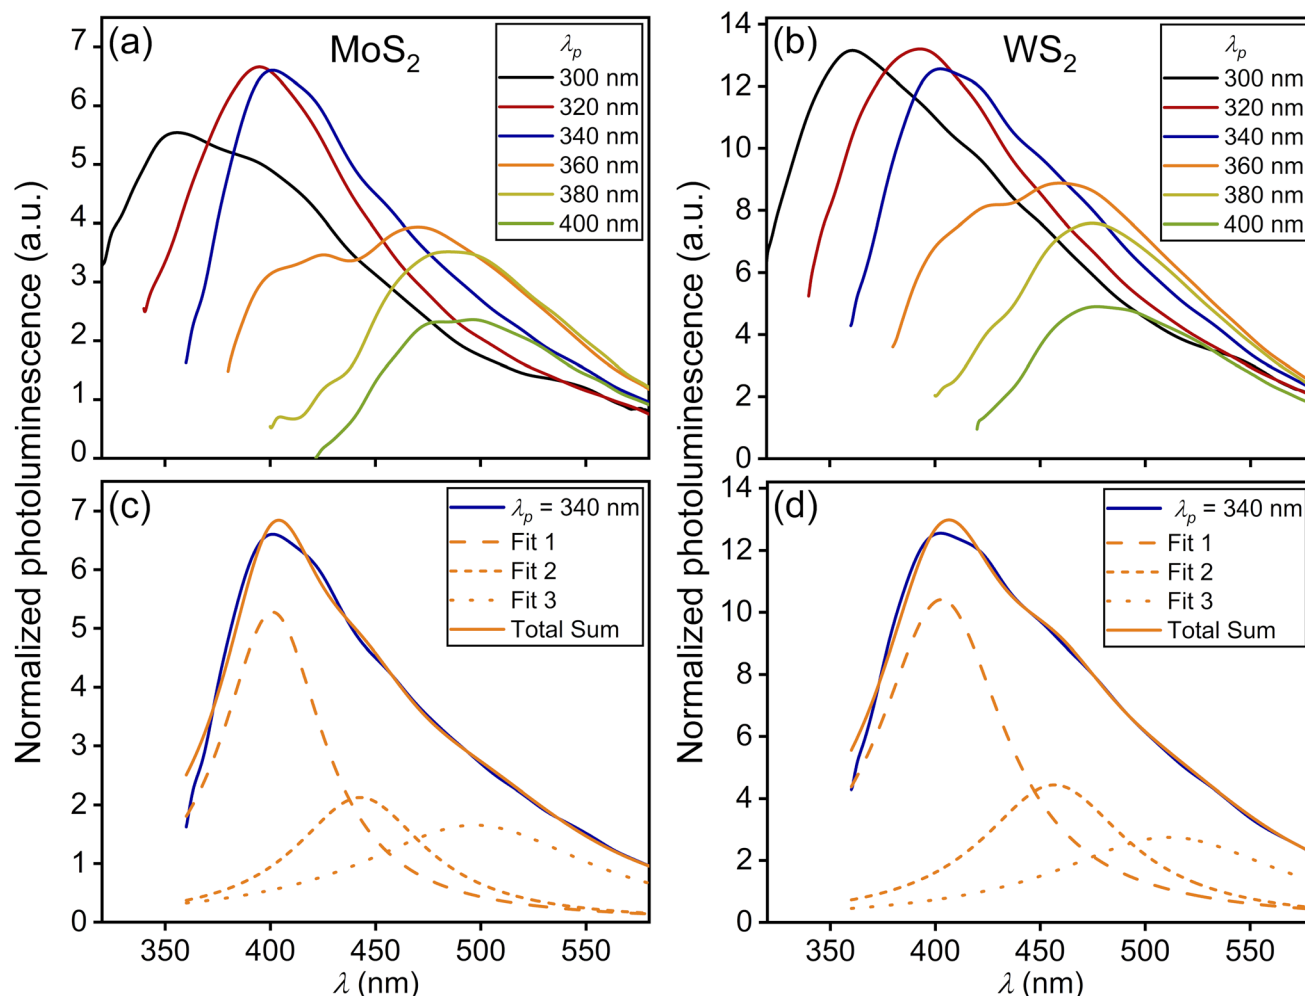 (a)
MoS₂
λₚ
300 nm
320 nm
340 nm
360 nm
380 nm
400 nm
7
6
5
4
3
2
1
0
Normalized photoluminescence (a.u.)
(b)
WS₂
λₚ
300 nm
320 nm
340 nm
360 nm
380 nm
400 nm
14
12
10
8
6
4
2
0
Normalized photoluminescence (a.u.)
(c)
λₚ = 340 nm
Fit 1
Fit 2
Fit 3
Total Sum
7
6
5
4
3
2
1
0
350 400 450 500 550
λ (nm)
(d)
λₚ = 340 nm
Fit 1
Fit 2
Fit 3
Total Sum
14
12
10
8
6
4
2
0
350 400 450 500 550
λ (nm)